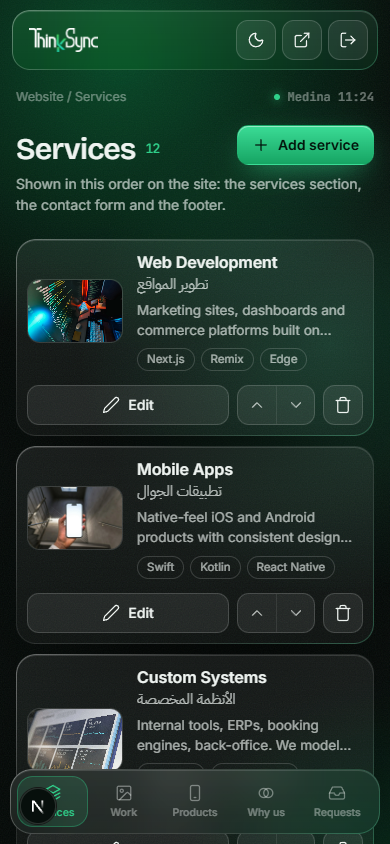 ThinkSync
Website / Services
Medina 11:24
Services 12
+ Add service
Shown in this order on the site: the services section,
the contact form and the footer.
Web Development
تطوير المواقع
Marketing sites, dashboards and
commerce platforms built on...
Next.js Remix Edge
Edit
Mobile Apps
تطبيقات الجوال
Native-feel iOS and Android
products with consistent design...
Swift Kotlin React Native
Edit
Custom Systems
الأنظمة المخصصة
Internal tools, ERPs, booking
engines, back-office. We model...
N
Work Products Why us Requests